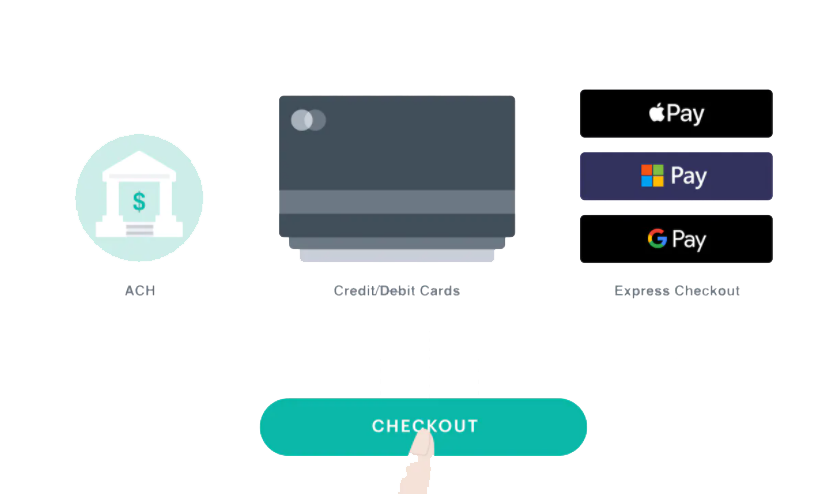 $
Pay
Pay
G Pay
ACH
Credit/Debit Cards
Express Checkout
CHECKOUT